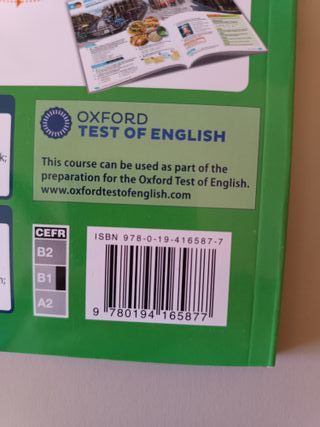 OXFORD
TEST OF ENGLISH
This course can be used as part of the
preparation for the Oxford Test of English.
www.oxfordtestofenglish.com
k;
CEFR
B2
B1
A2
ISBN 978-0-19-416587-7
9 780194 165877